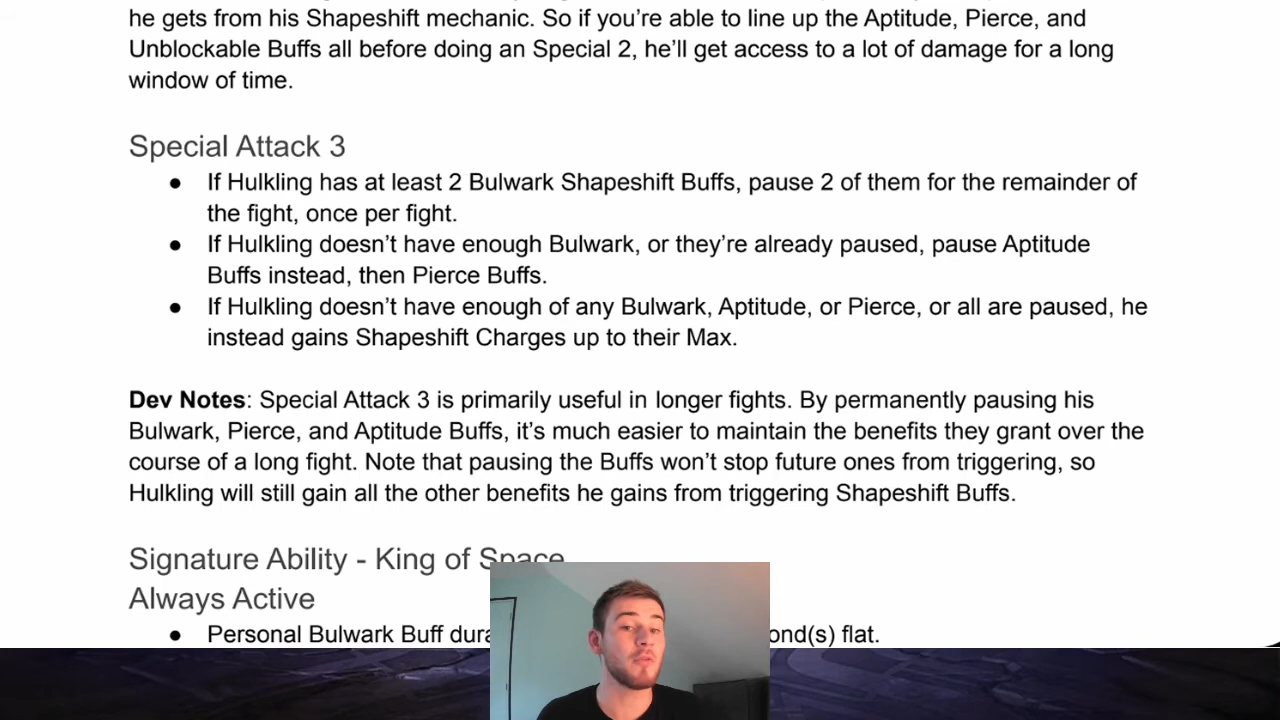 he gets from his Shapeshift mechanic. So if you're able to line up the Aptitude, Pierce, and
Unblockable Buffs all before doing an Special 2, he'll get access to a lot of damage for a long
window of time.
Special Attack 3
● If Hulkling has at least 2 Bulwark Shapeshift Buffs, pause 2 of them for the remainder of
the fight, once per fight.
● If Hulkling doesn't have enough Bulwark, or they're already paused, pause Aptitude
Buffs instead, then Pierce Buffs.
● If Hulkling doesn't have enough of any Bulwark, Aptitude, or Pierce, or all are paused, he
instead gains Shapeshift Charges up to their Max.
Dev Notes: Special Attack 3 is primarily useful in longer fights. By permanently pausing his
Bulwark, Pierce, and Aptitude Buffs, it's much easier to maintain the benefits they grant over the
course of a long fight. Note that pausing the Buffs won't stop future ones from triggering, so
Hulkling will still gain all the other benefits he gains from triggering Shapeshift Buffs.
Signature Ability - King of Space
Always Active
● Personal Bulwark Buff flat.